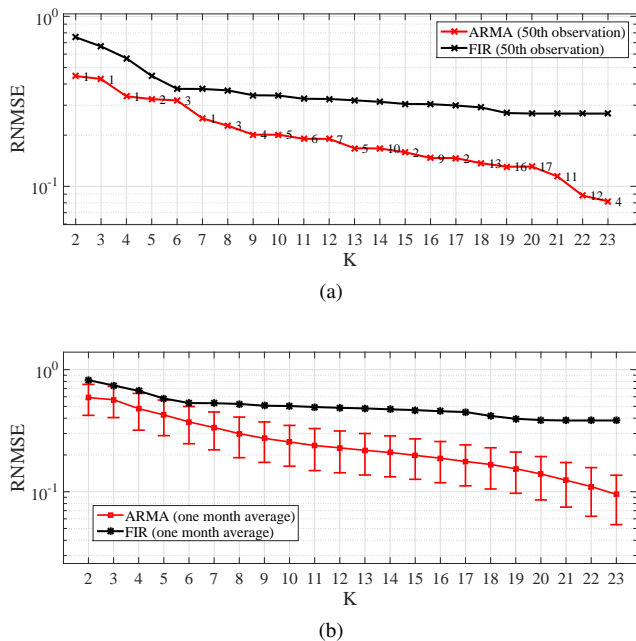 10^0
10^-1
RNMSE
ARMA (50th observation)
FIR (50th observation)
1 1 1 2 3 1 3 4 5 6 7 5 10 2 9 2 13 16 17 11 12 4
2 3 4 5 6 7 8 9 10 11 12 13 14 15 16 17 18 19 20 21 22 23
K
(a)
10^0
10^-1
RNMSE
ARMA (one month average)
FIR (one month average)
2 3 4 5 6 7 8 9 10 11 12 13 14 15 16 17 18 19 20 21 22 23
K
(b)